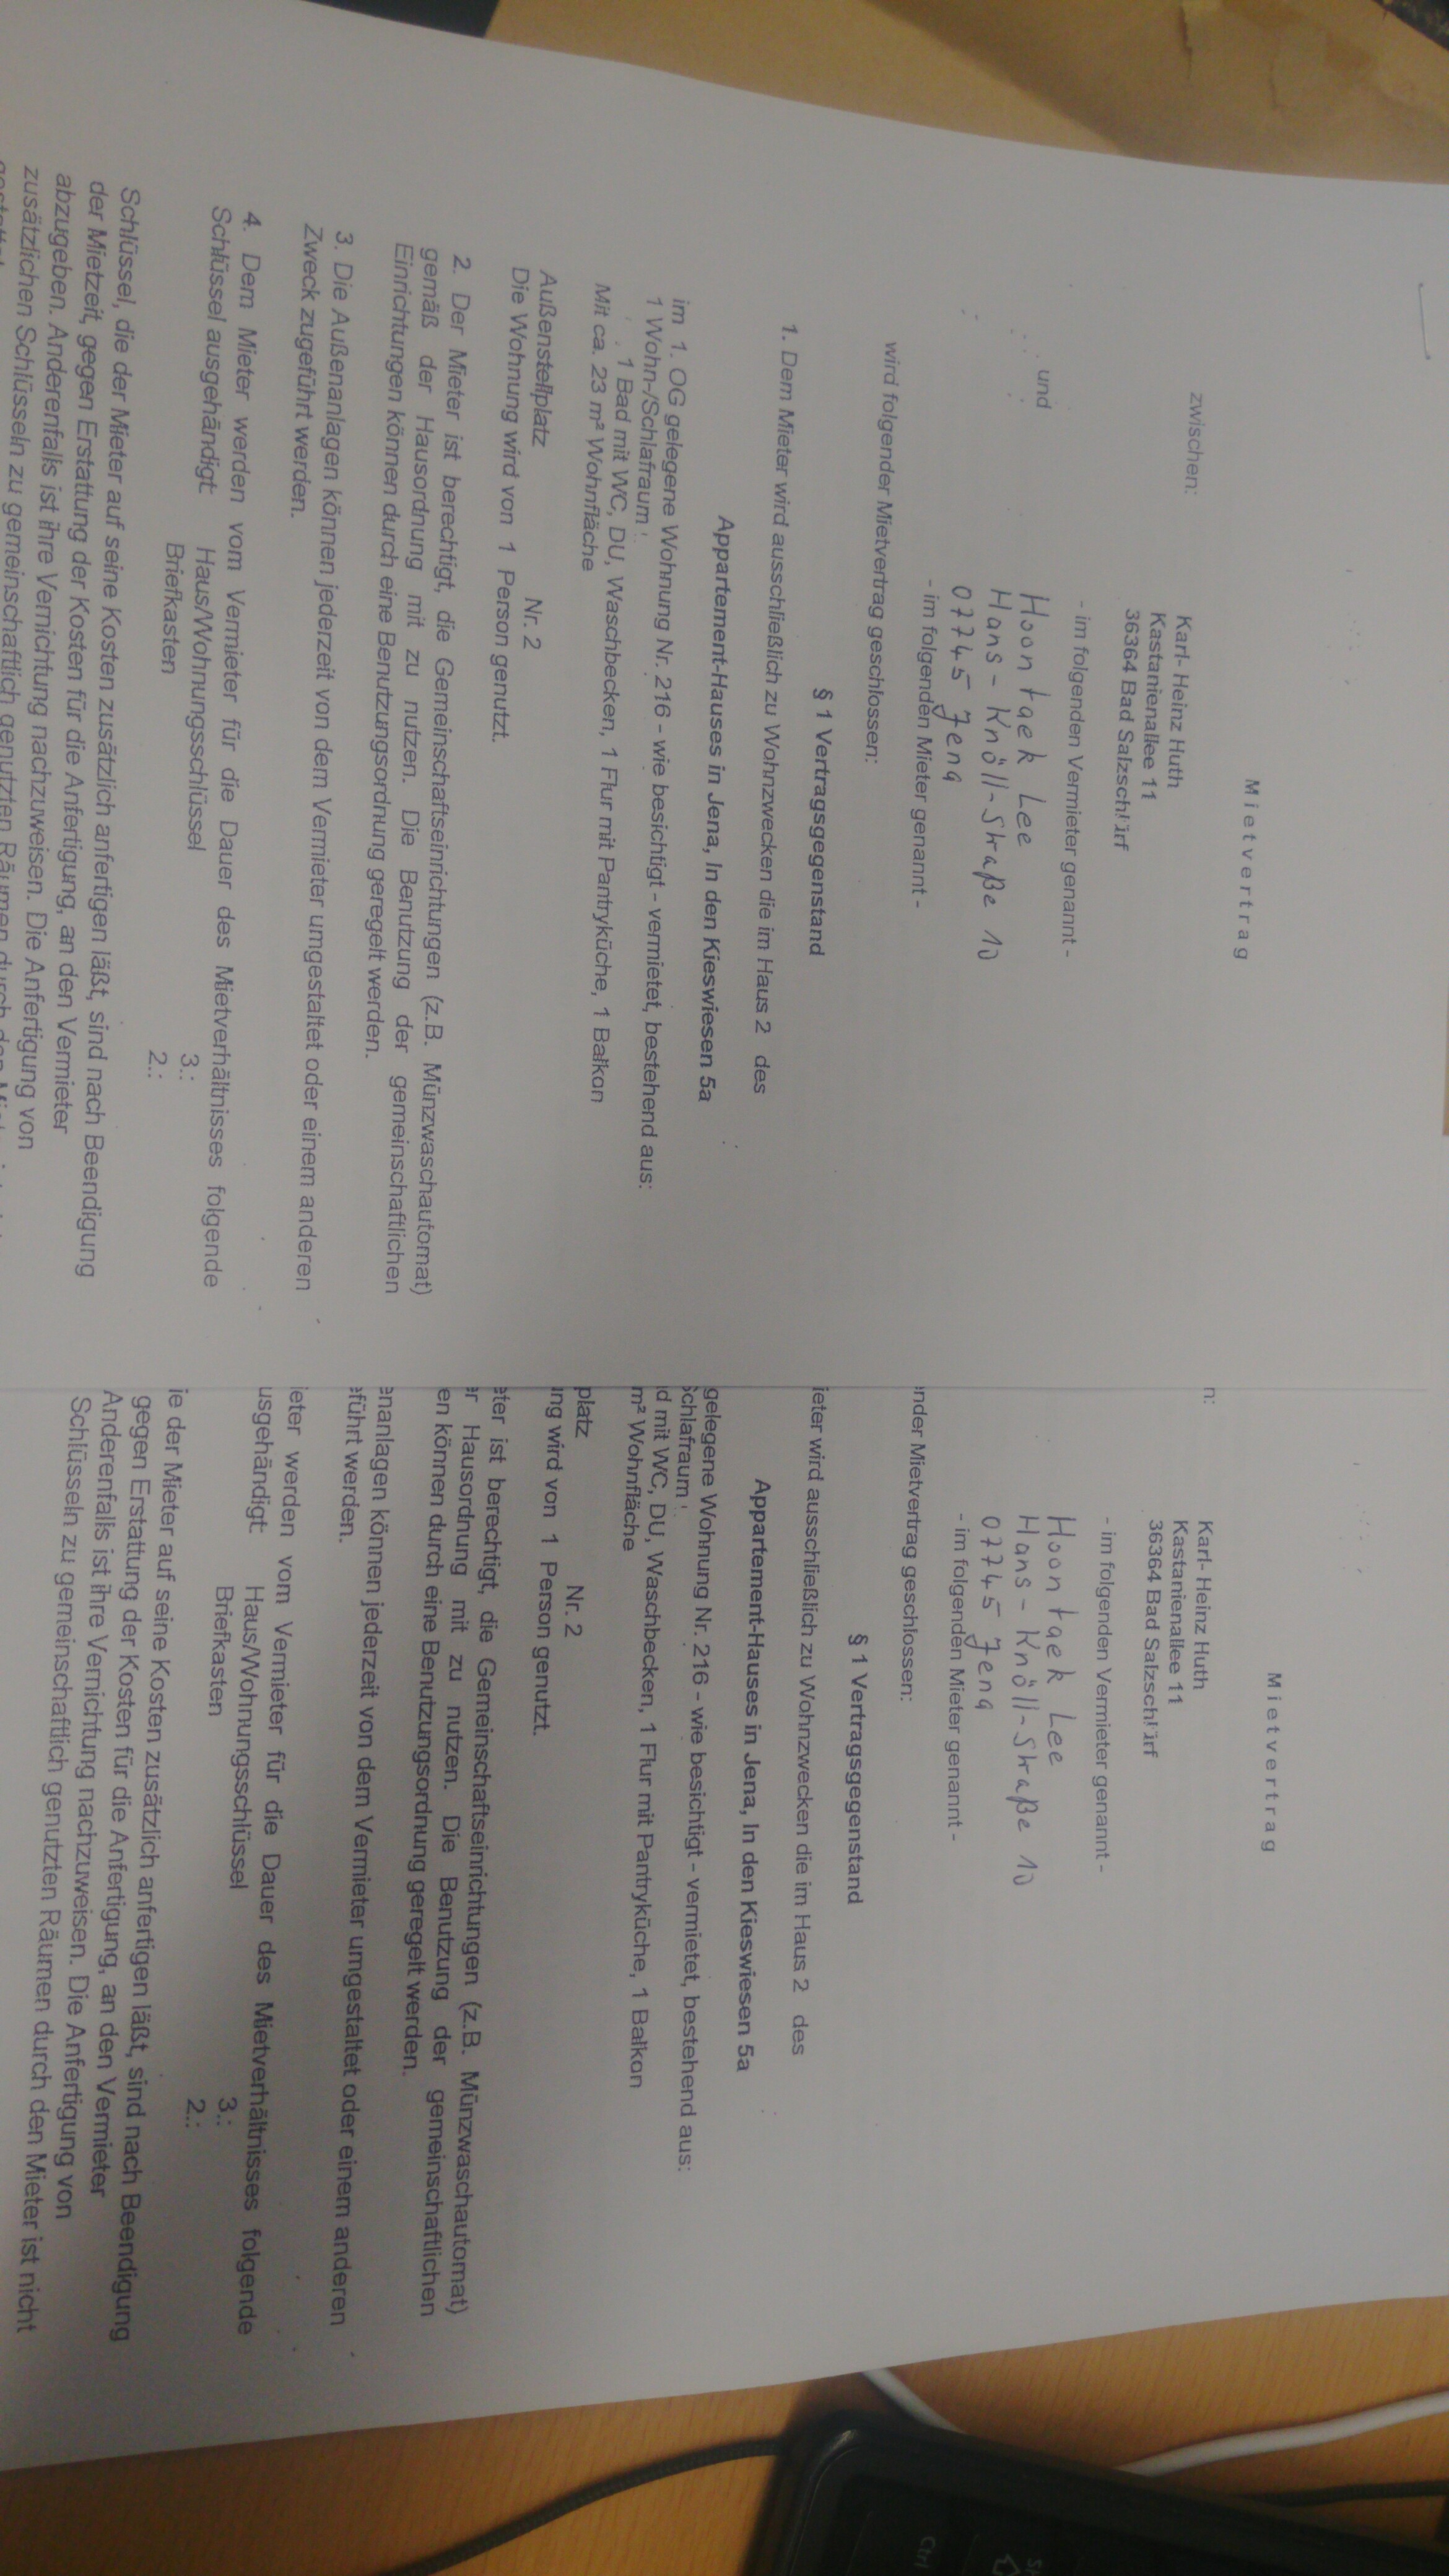 Mietvertrag
zwischen:
Karl- Heinz Huth
Kastanienallee 11
36364 Bad Salzschlirf
- im folgenden Vermieter genannt -
und
Hoontaek Lee
Hans-Knöll-Straße 10
07745 Jena
- im folgenden Mieter genannt -
wird folgender Mietvertrag geschlossen:
§ 1 Vertragsgegenstand
1. Dem Mieter wird ausschließlich zu Wohnzwecken die im Haus 2 des
Appartement-Hauses in Jena, In den Kieswiesen 5a
im 1. OG gelegene Wohnung Nr. 216 - wie besichtigt - vermietet, bestehend aus:
1 Wohn-/Schlafraum
1 Bad mit WC, DU, Waschbecken, 1 Flur mit Pantryküche, 1 Balkon
Mit ca. 23 m² Wohnfläche
Außenstellplatz Nr. 2
Die Wohnung wird von 1 Person genutzt.
2. Der Mieter ist berechtigt, die Gemeinschaftseinrichtungen (z.B. Münzwaschautomat)
gemäß der Hausordnung mit zu nutzen. Die Benutzung der gemeinschaftlichen
Einrichtungen können durch eine Benutzungsordnung geregelt werden.
3. Die Außenanlagen können jederzeit von dem Vermieter umgestaltet oder einem anderen
Zweck zugeführt werden.
4. Dem Mieter werden vom Vermieter für die Dauer des Mietverhältnisses folgende
Schlüssel ausgehändigt: Haus/Wohnungsschlüssel 3.:
Briefkasten 2.:
Schlüssel, die der Mieter auf seine Kosten zusätzlich anfertigen läßt, sind nach Beendigung
der Mietzeit, gegen Erstattung der Kosten für die Anfertigung, an den Vermieter
abzugeben. Anderenfalls ist ihre Vernichtung nachzuweisen. Die Anfertigung von
zusätzlichen Schlüsseln zu gemeinschaftlich genutzten Räumen durch den
Mietvertrag
n:
Karl- Heinz Huth
Kastanienallee 11
36364 Bad Salzschlirf
- im folgenden Vermieter genannt -
Hoontaek Lee
Hans-Knöll-Straße 10
07745 Jena
- im folgenden Mieter genannt -
nder Mietvertrag geschlossen:
§ 1 Vertragsgegenstand
ieter wird ausschließlich zu Wohnzwecken die im Haus 2 des
Appartement-Hauses in Jena, In den Kieswiesen 5a
gelegene Wohnung Nr. 216 - wie besichtigt - vermietet, bestehend aus:
Schlafraum
d mit WC, DU, Waschbecken, 1 Flur mit Pantryküche, 1 Balkon
m² Wohnfläche
platz Nr. 2
ung wird von 1 Person genutzt.
eter ist berechtigt, die Gemeinschaftseinrichtungen (z.B. Münzwaschautomat)
er Hausordnung mit zu nutzen. Die Benutzung der gemeinschaftlichen
en können durch eine Benutzungsordnung geregelt werden.
enanlagen können jederzeit von dem Vermieter umgestaltet oder einem anderen
eführt werden.
ieter werden vom Vermieter für die Dauer des Mietverhältnisses folgende
usgehändigt: Haus/Wohnungsschlüssel 3.:
Briefkasten 2.:
ie der Mieter auf seine Kosten zusätzlich anfertigen läßt, sind nach Beendigung
gegen Erstattung der Kosten für die Anfertigung, an den Vermieter
Anderenfalls ist ihre Vernichtung nachzuweisen. Die Anfertigung von
Schlüsseln zu gemeinschaftlich genutzten Räumen durch den Mieter ist nicht
Ctrl